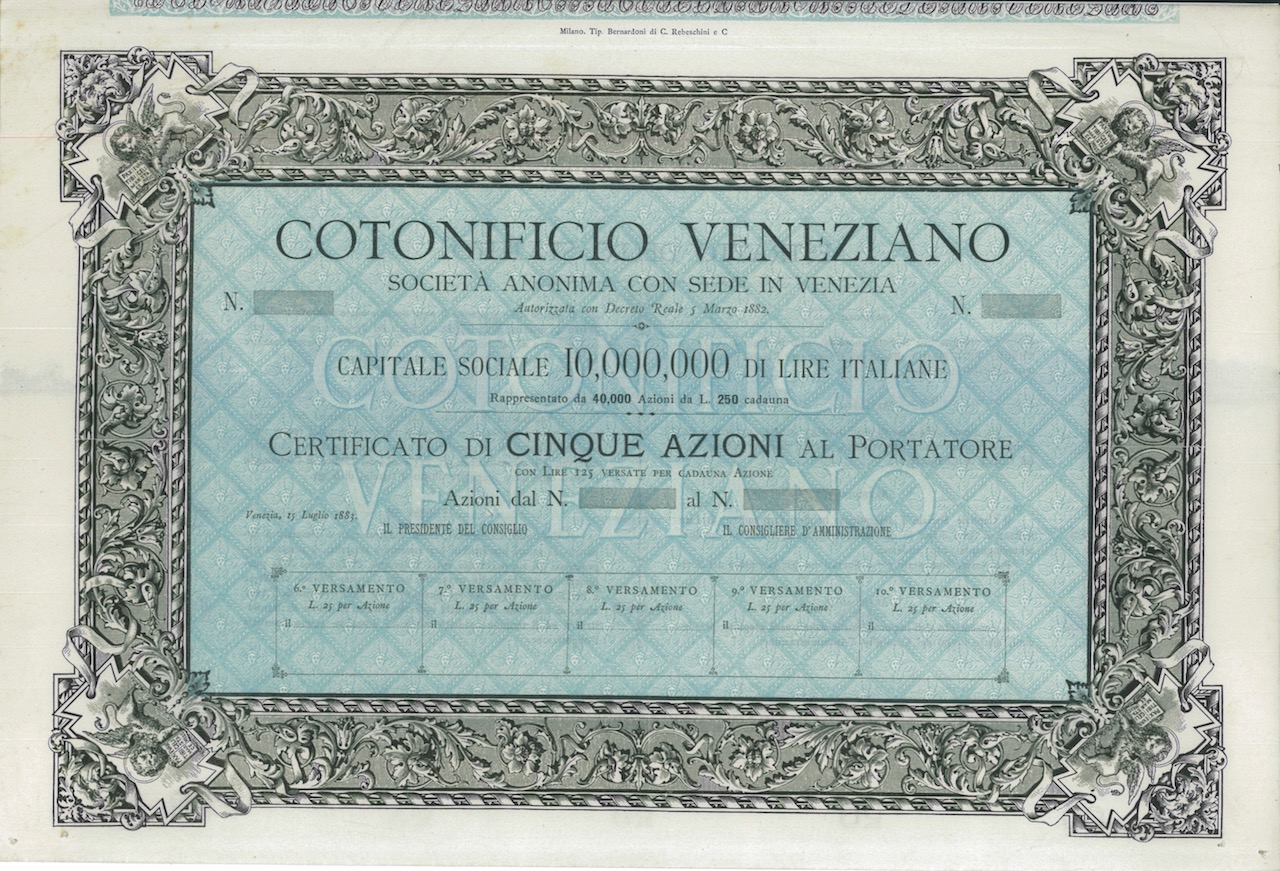 Milano. Tip. Bernardoni di C. Rebeschini e C
COTONIFICIO VENEZIANO
SOCIETÀ ANONIMA CON SEDE IN VENEZIA
N. N.
Autorizzata con Decreto Reale 5 Marzo 1882.
CAPITALE SOCIALE 10,000,000 DI LIRE ITALIANE
COTONIFICIO
Rappresentato da 40,000 Azioni da L. 250 cadauna
CERTIFICATO DI CINQUE AZIONI AL PORTATORE
CON LIRE 125 VERSATE PER CADAUNA AZIONE
VENEZIANO
Azioni dal N. al N.
Venezia, 15 Luglio 1883.
IL PRESIDENTE DEL CONSIGLIO IL CONSIGLIERE D'AMMINISTRAZIONE
6.º VERSAMENTO 7.º VERSAMENTO 8.º VERSAMENTO 9.º VERSAMENTO 10.º VERSAMENTO
L. 25 per Azione L. 25 per Azione L. 25 per Azione L. 25 per Azione L. 25 per Azione
il il il il il